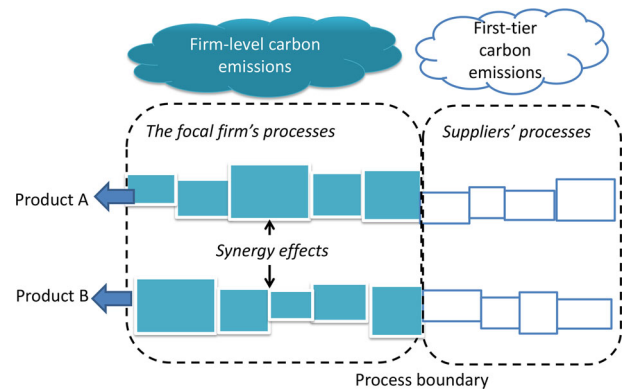 Firm-level carbon
emissions
First-tier
carbon
emissions
The focal firm's processes
Suppliers' processes
Product A
Synergy effects
Product B
Process boundary